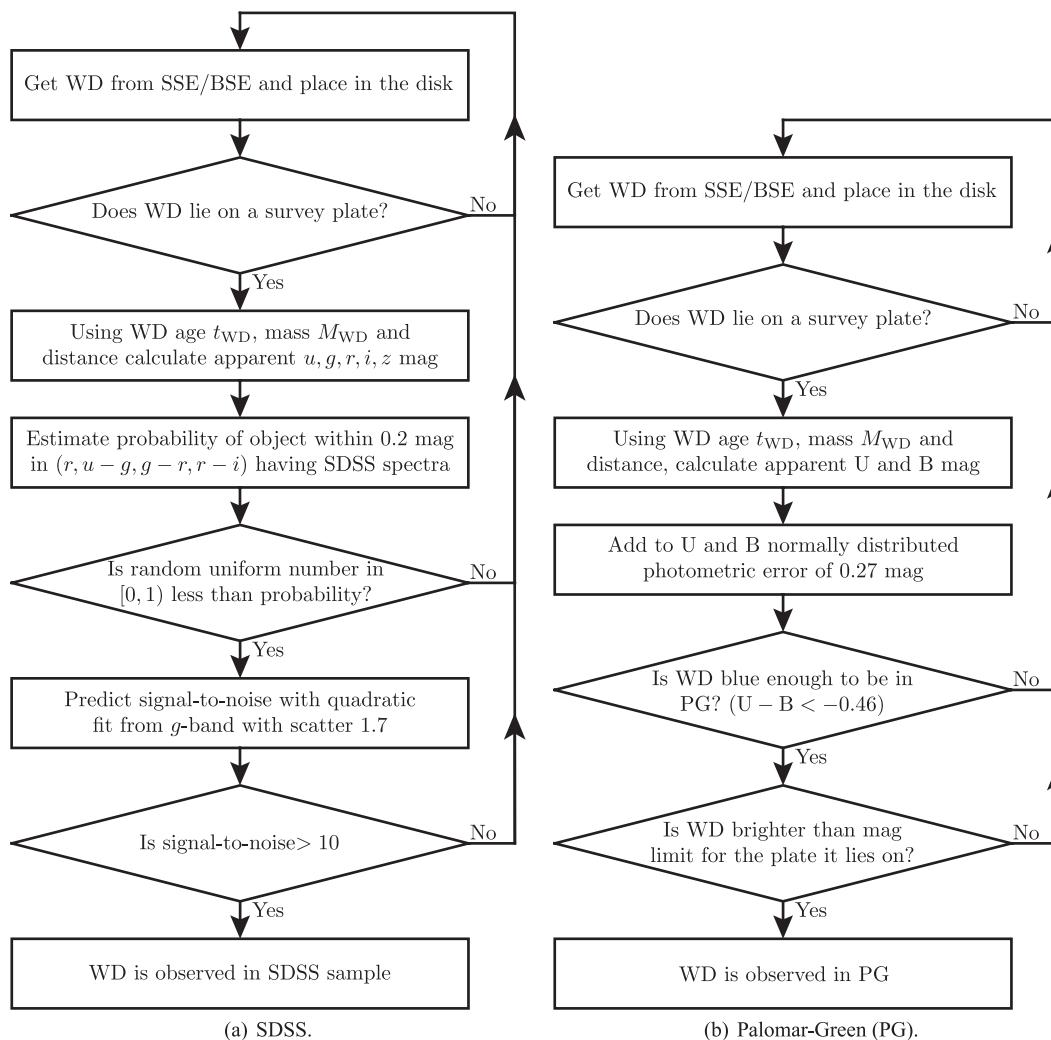 Get WD from SSE/BSE and place in the disk
Does WD lie on a survey plate?
No
Yes
Using WD age t_WD, mass M_WD and
distance calculate apparent u, g, r, i, z mag
Estimate probability of object within 0.2 mag
in (r, u − g, g − r, r − i) having SDSS spectra
Is random uniform number in
[0, 1) less than probability?
No
Yes
Predict signal-to-noise with quadratic
fit from g-band with scatter 1.7
Is signal-to-noise> 10
No
Yes
WD is observed in SDSS sample
(a) SDSS.
Get WD from SSE/BSE and place in the disk
Does WD lie on a survey plate?
No
Yes
Using WD age t_WD, mass M_WD and
distance, calculate apparent U and B mag
Add to U and B normally distributed
photometric error of 0.27 mag
Is WD blue enough to be in
PG? (U − B < −0.46)
No
Yes
Is WD brighter than mag
limit for the plate it lies on?
No
Yes
WD is observed in PG
(b) Palomar-Green (PG).